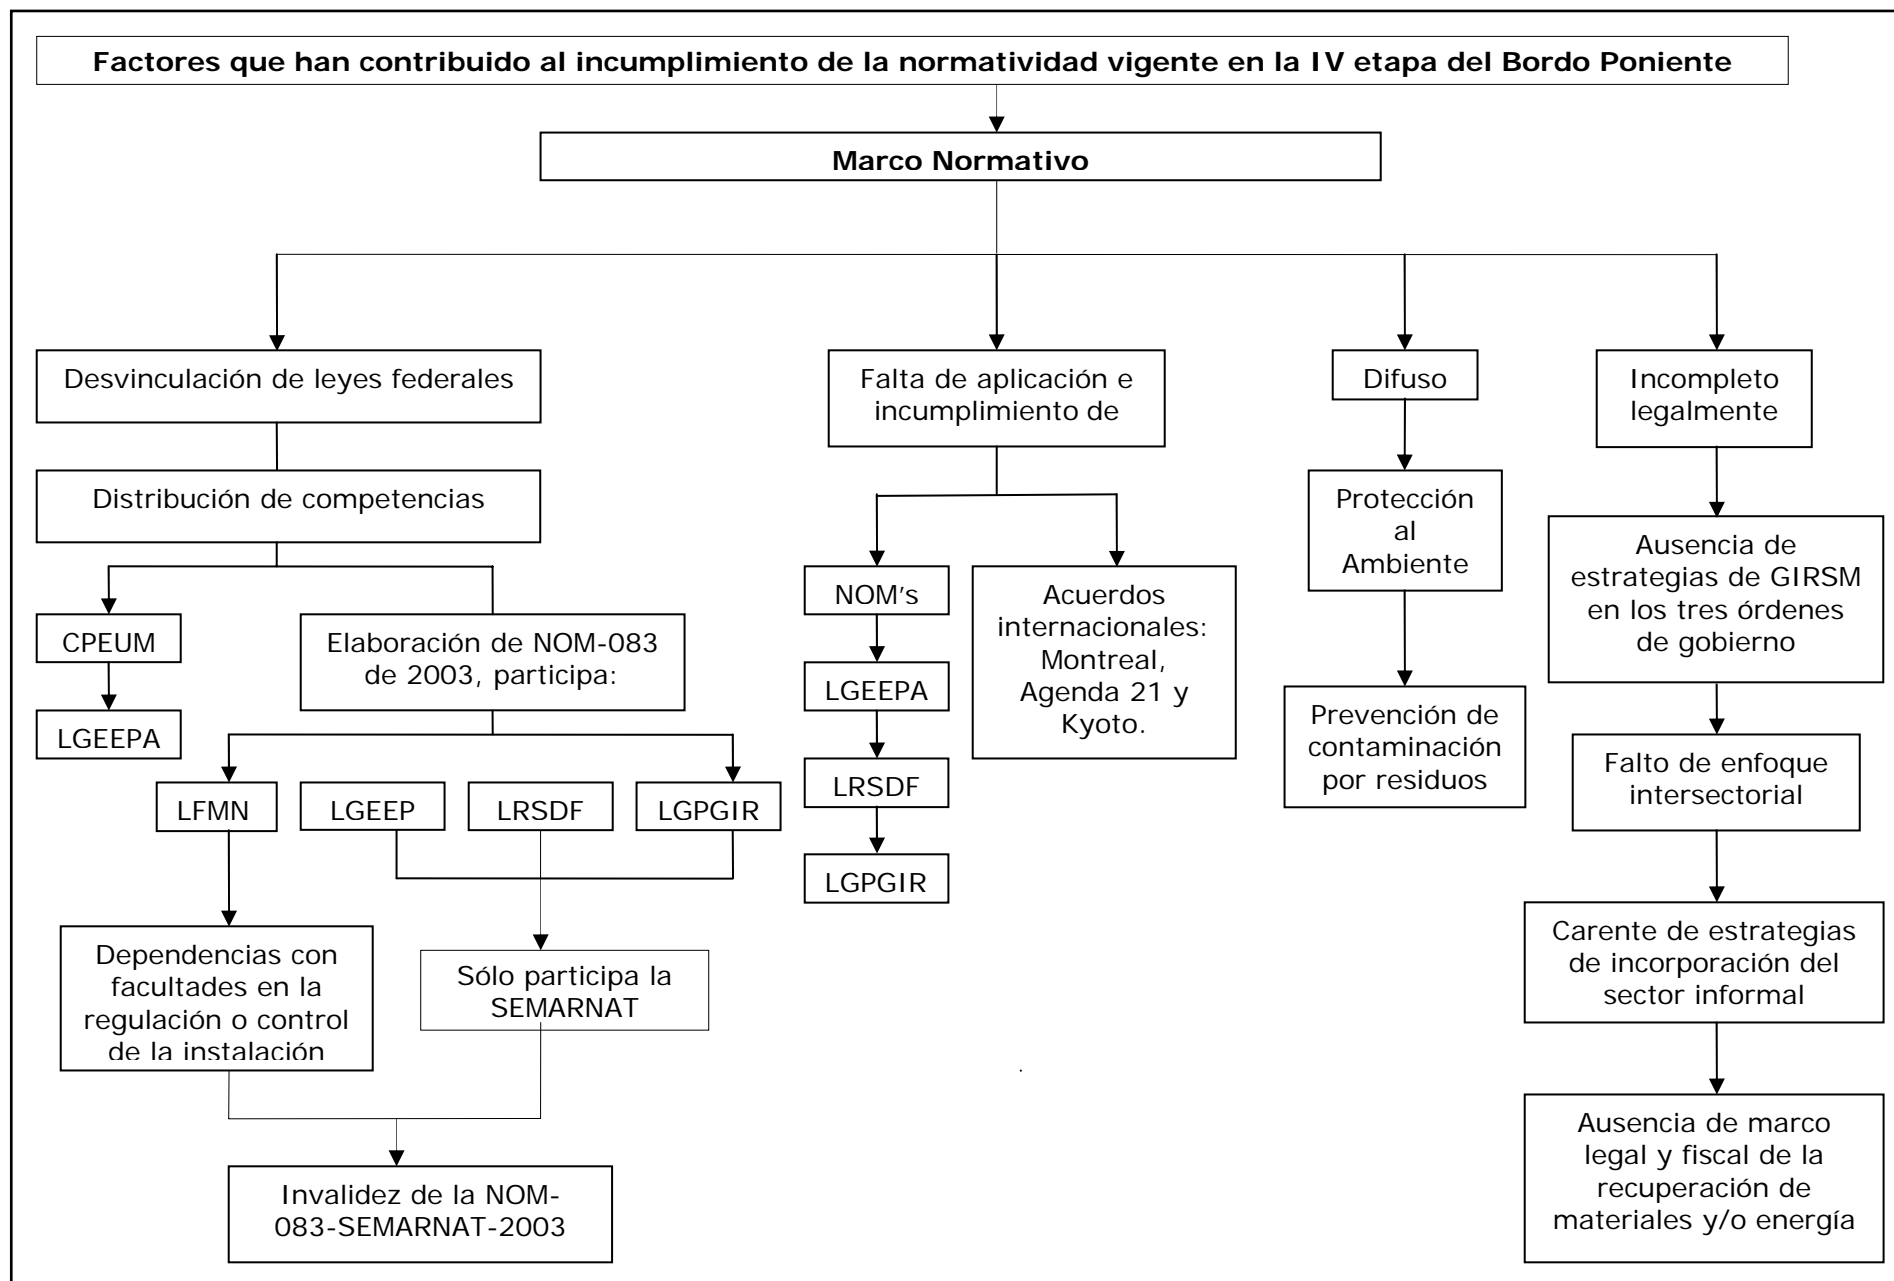 Factores que han contribuido al incumplimiento de la normatividad vigente en la IV etapa del Bordo Poniente
Marco Normativo
Desvinculación de leyes federales
Distribución de competencias
CPEUM
LGEEPA
Elaboración de NOM-083
de 2003, participa:
LFMN
LGEEP
LRSDF
LGPGIR
Dependencias con
facultades en la
regulación o control
de la instalación
Sólo participa la
SEMARNAT
Invalidez de la NOM-
083-SEMARNAT-2003
Falta de aplicación e
incumplimiento de
NOM's
LGEEPA
LRSDF
LGPGIR
Acuerdos
internacionales:
Montreal,
Agenda 21 y
Kyoto.
Difuso
Protección
al
Ambiente
Prevención de
contaminación
por residuos
Incompleto
legalmente
Ausencia de
estrategias de GIRSM
en los tres órdenes
de gobierno
Falto de enfoque
intersectorial
Carente de estrategias
de incorporación del
sector informal
Ausencia de marco
legal y fiscal de la
recuperación de
materiales y/o energía